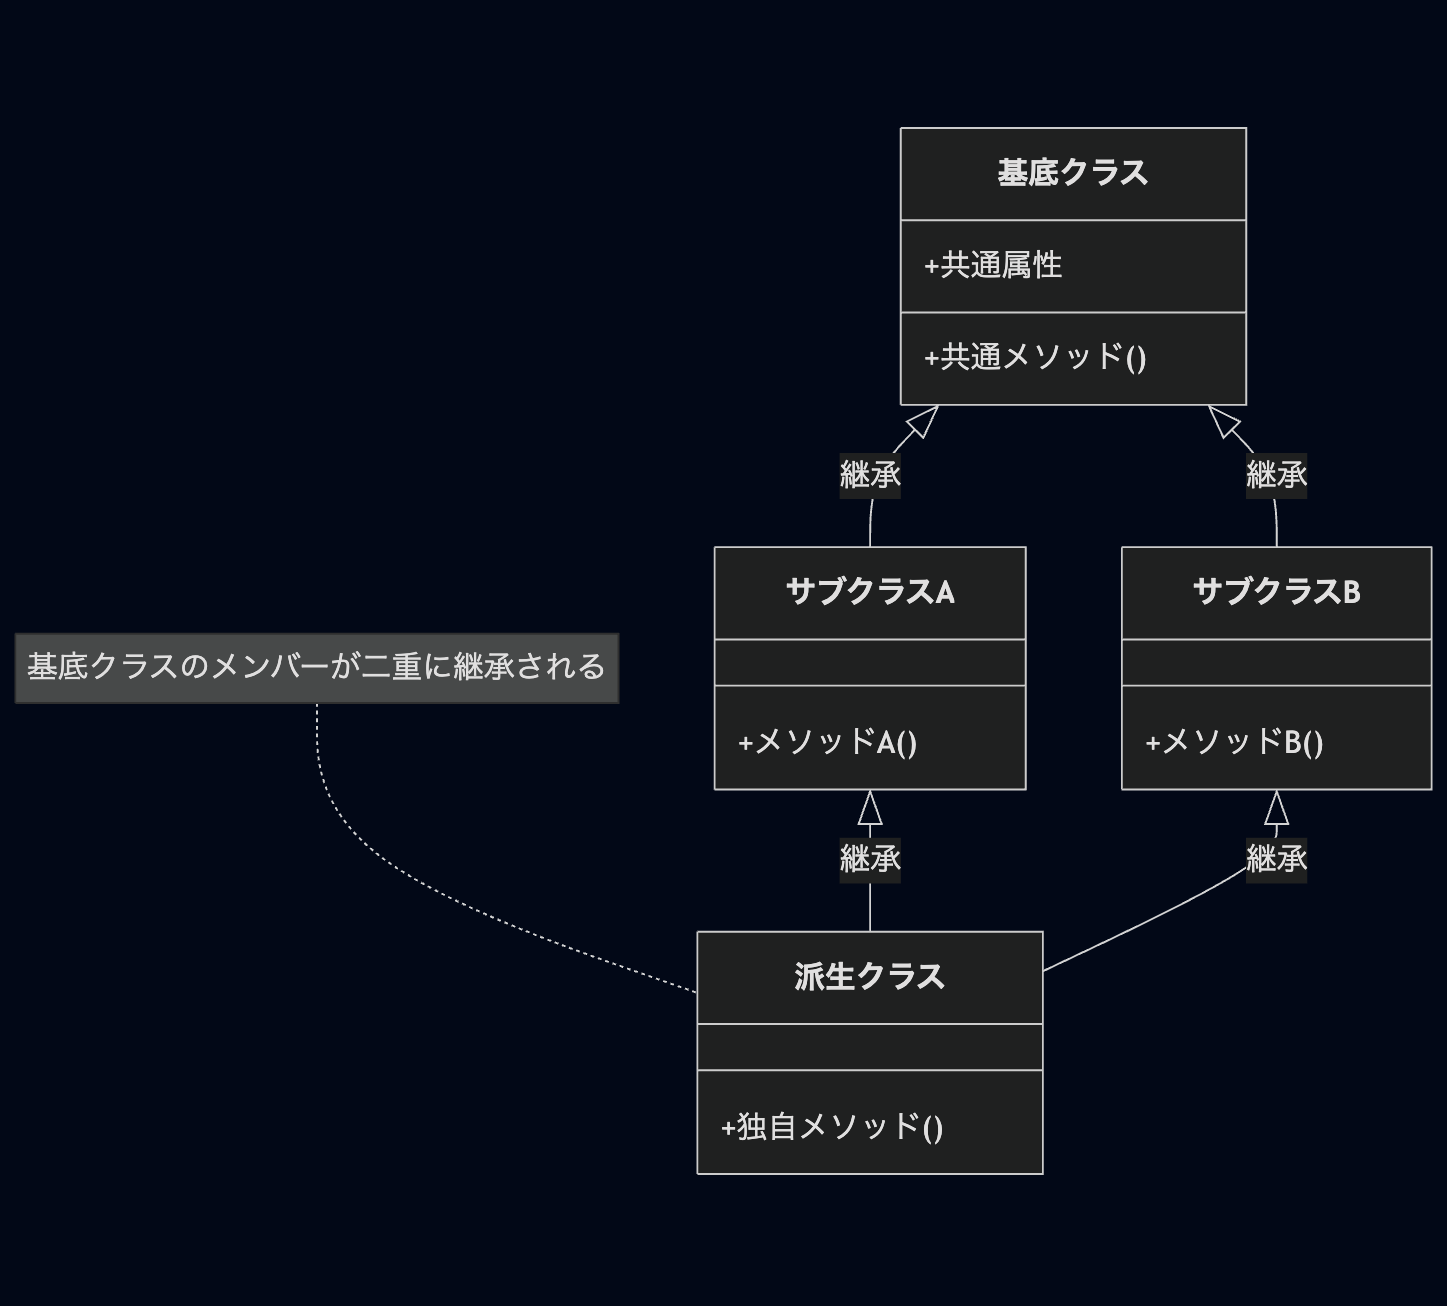 基底クラス
+共通属性
+共通メソッド()
継承
継承
サブクラスA
+メソッドA()
サブクラスB
+メソッドB()
基底クラスのメンバーが二重に継承される
継承
継承
派生クラス
+独自メソッド()